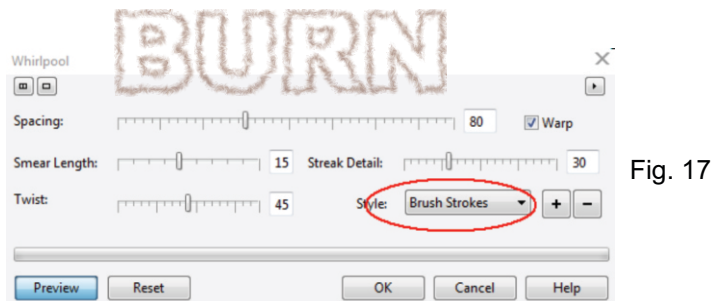 BURN
Whirlpool
Spacing: 80 Warp
Smear Length: 15 Streak Detail: 30
Fig. 17
Twist: 45 Style: Brush Strokes + −
Preview Reset OK Cancel Help